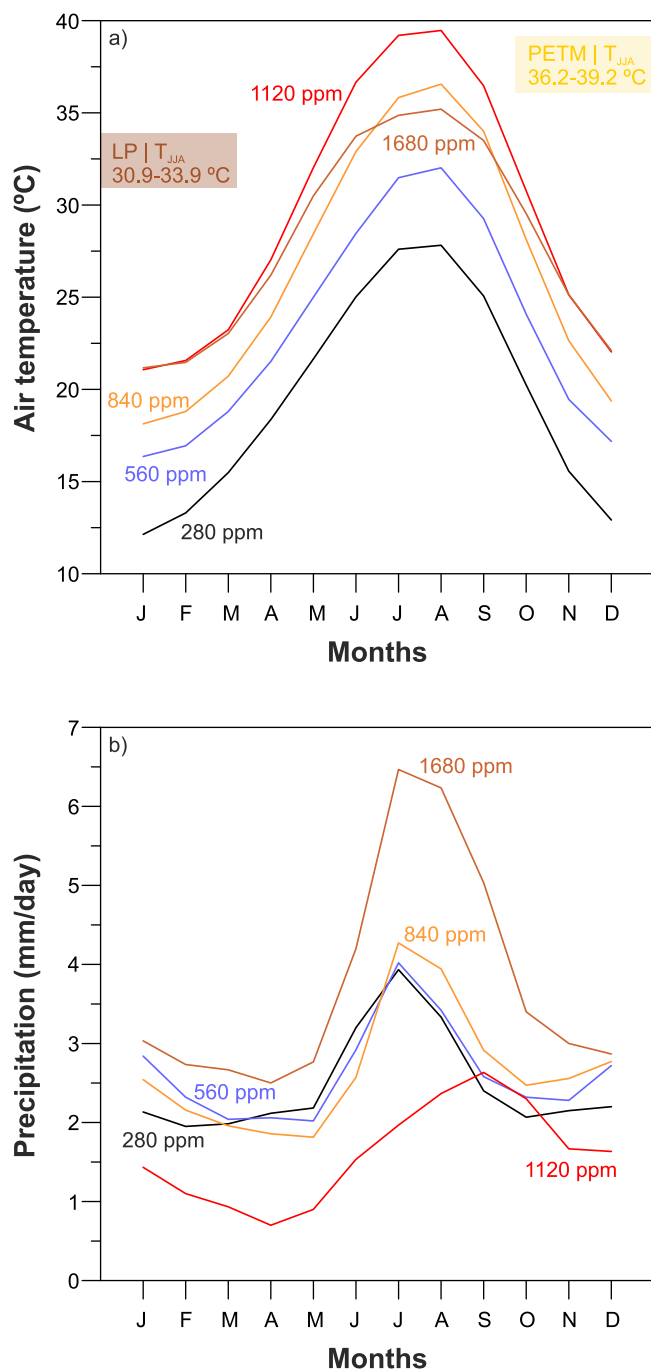 a)
40
35
30
25
20
15
10
Air temperature (ºC)
1120 ppm
PETM | TJJA
36.2-39.2 ºC
LP | TJJA
30.9-33.9 ºC
1680 ppm
840 ppm
560 ppm
280 ppm
J F M A M J J A S O N D
Months
b)
7
6
5
4
3
2
1
0
Precipitation (mm/day)
1680 ppm
840 ppm
560 ppm
280 ppm
1120 ppm
J F M A M J J A S O N D
Months